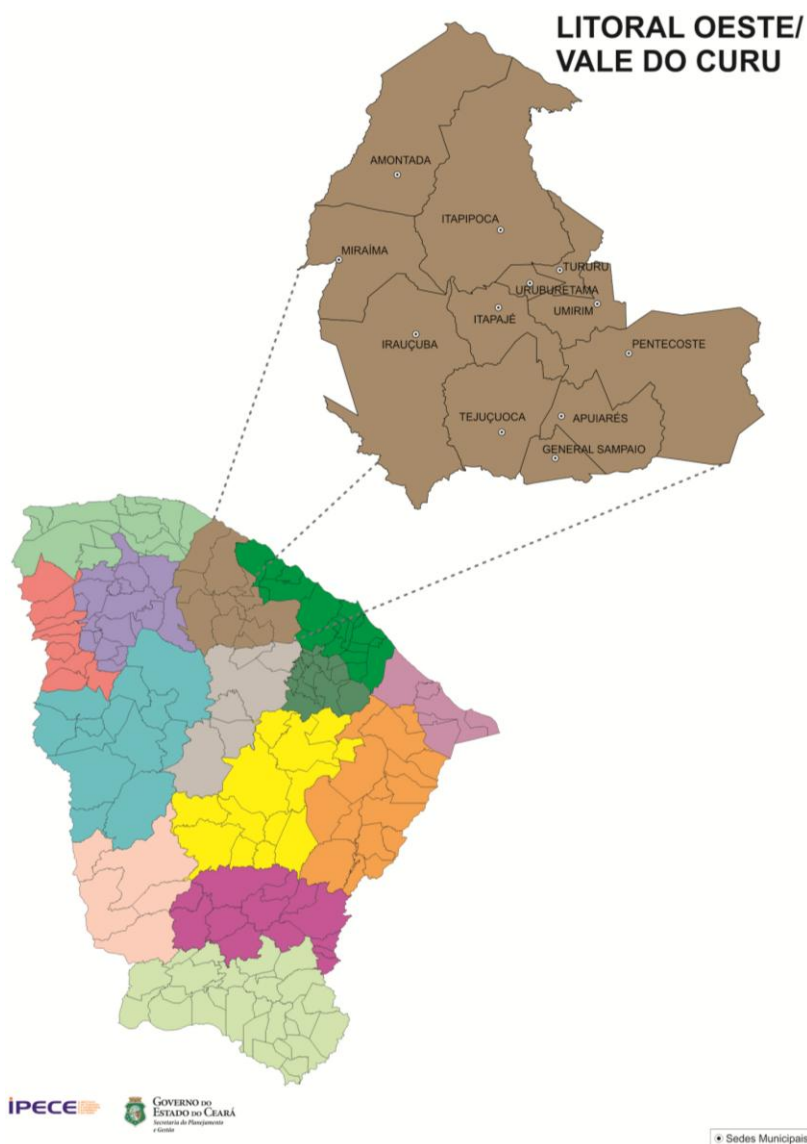 LITORAL OESTE/
VALE DO CURU
AMONTADA
ITAPIPOCA
MIRAÍMA
TURURU
URUBURETAMA
ITAPAJÉ
UMIRIM
IRAUÇUBA
PENTECOSTE
TEJUÇUOCA
APUIARÉS
GENERAL SAMPAIO
IPECE
GOVERNO DO
ESTADO DO CEARÁ
Secretaria do Planejamento
e Gestão
Sedes Municipais